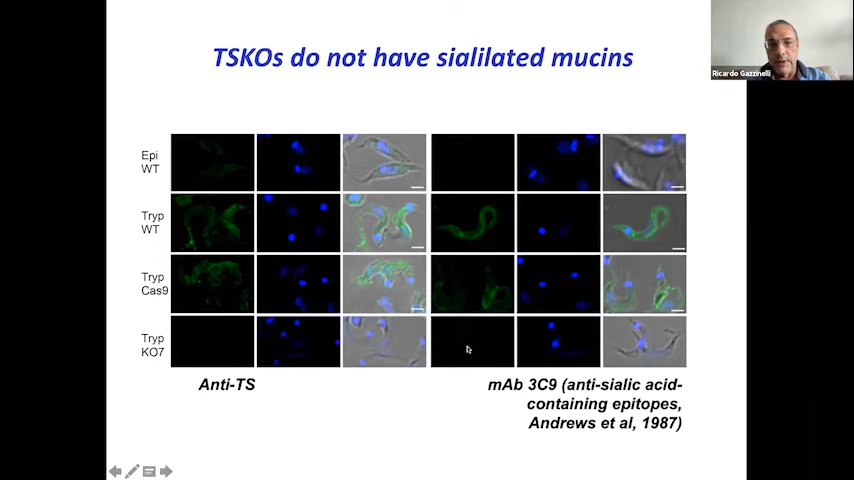 TSKOs do not have sialilated mucins
Ricardo Gazzinelli
Epi
WT
Tryp
WT
Tryp
Cas9
Tryp
KO7
Anti-TS
mAb 3C9 (anti-sialic acid-
containing epitopes,
Andrews et al, 1987)